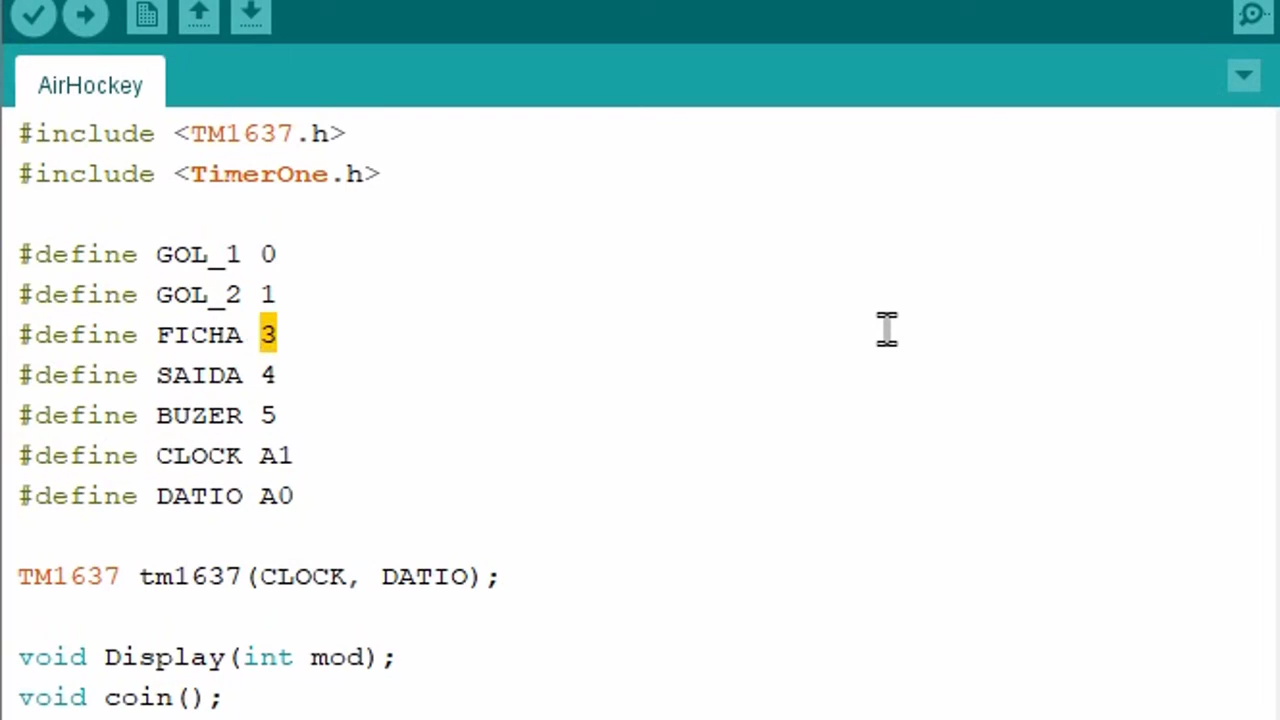 AirHockey
#include <TM1637.h>
#include <TimerOne.h>
#define GOL_1 0
#define GOL_2 1
#define FICHA 3
#define SAIDA 4
#define BUZER 5
#define CLOCK A1
#define DATIO A0
TM1637 tm1637(CLOCK, DATIO);
void Display(int mod);
void coin();